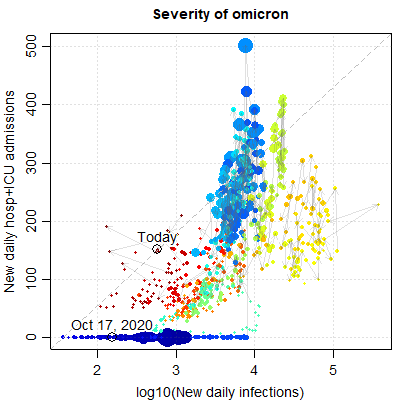 Severity of omicron
New daily hosp+ICU admissions
500
400
300
200
100
0
Today
Oct 17, 2020
2
3
4
5
log10(New daily infections)